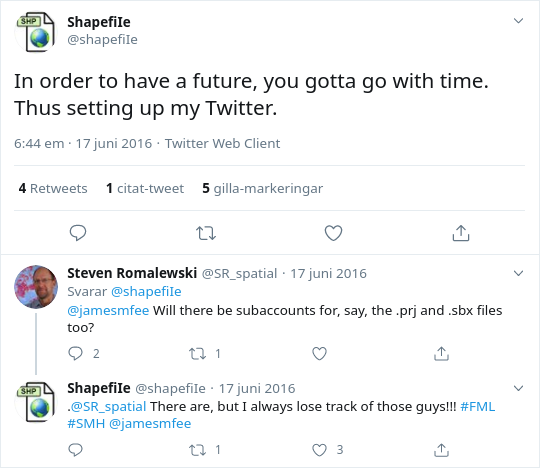 SHP
ShapefiIe
@shapefiIe
In order to have a future, you gotta go with time.
Thus setting up my Twitter.
6:44 em · 17 juni 2016 · Twitter Web Client
4 Retweets 1 citat-tweet 5 gilla-markeringar
Steven Romalewski @SR_spatial · 17 juni 2016
Svarar @shapefiIe
@jamesmfee Will there be subaccounts for, say, the .prj and .sbx files
too?
2 1
SHP
ShapefiIe @shapefiIe · 17 juni 2016
.@SR_spatial There are, but I always lose track of those guys!!! #FML
#SMH @jamesmfee
1 3